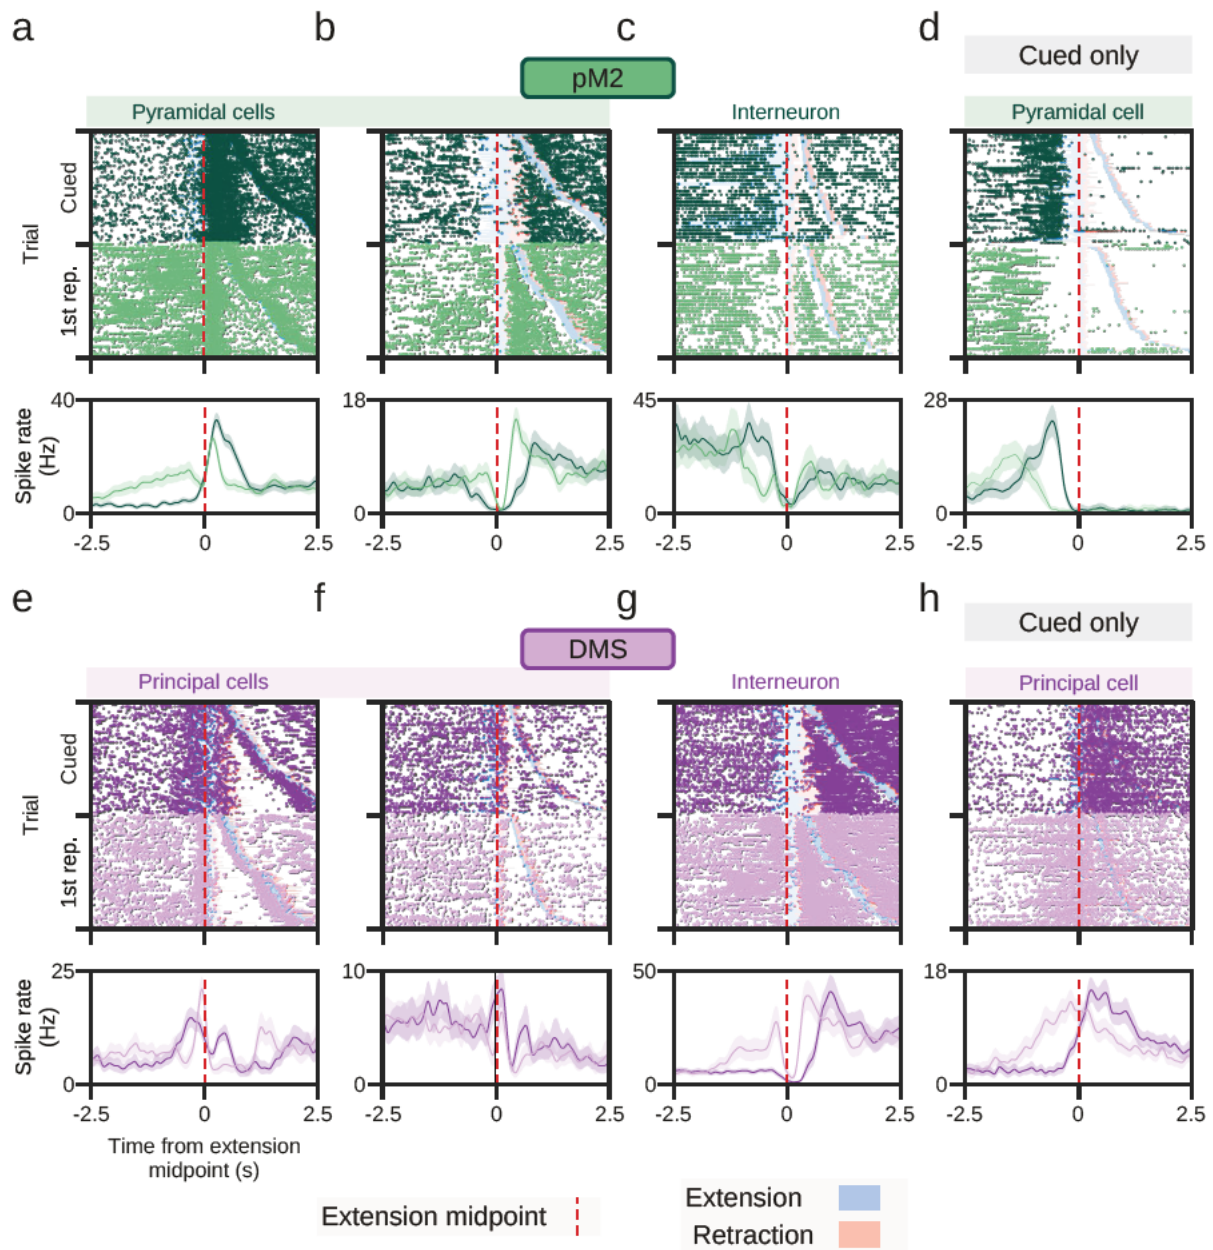 a
b
c
d
Cued only
pM2
Pyramidal cells
Interneuron
Pyramidal cell
Trial
Cued
1st rep.
Spike rate
(Hz)
40
0
-2.5
0
2.5
18
0
-2.5
0
2.5
45
0
-2.5
0
2.5
28
0
-2.5
0
2.5
e
f
g
h
Cued only
DMS
Principal cells
Interneuron
Principal cell
Trial
Cued
1st rep.
Spike rate
(Hz)
25
0
-2.5
0
2.5
10
0
-2.5
0
2.5
50
0
-2.5
0
2.5
18
0
-2.5
0
2.5
Time from extension
midpoint (s)
Extension midpoint
Extension
Retraction